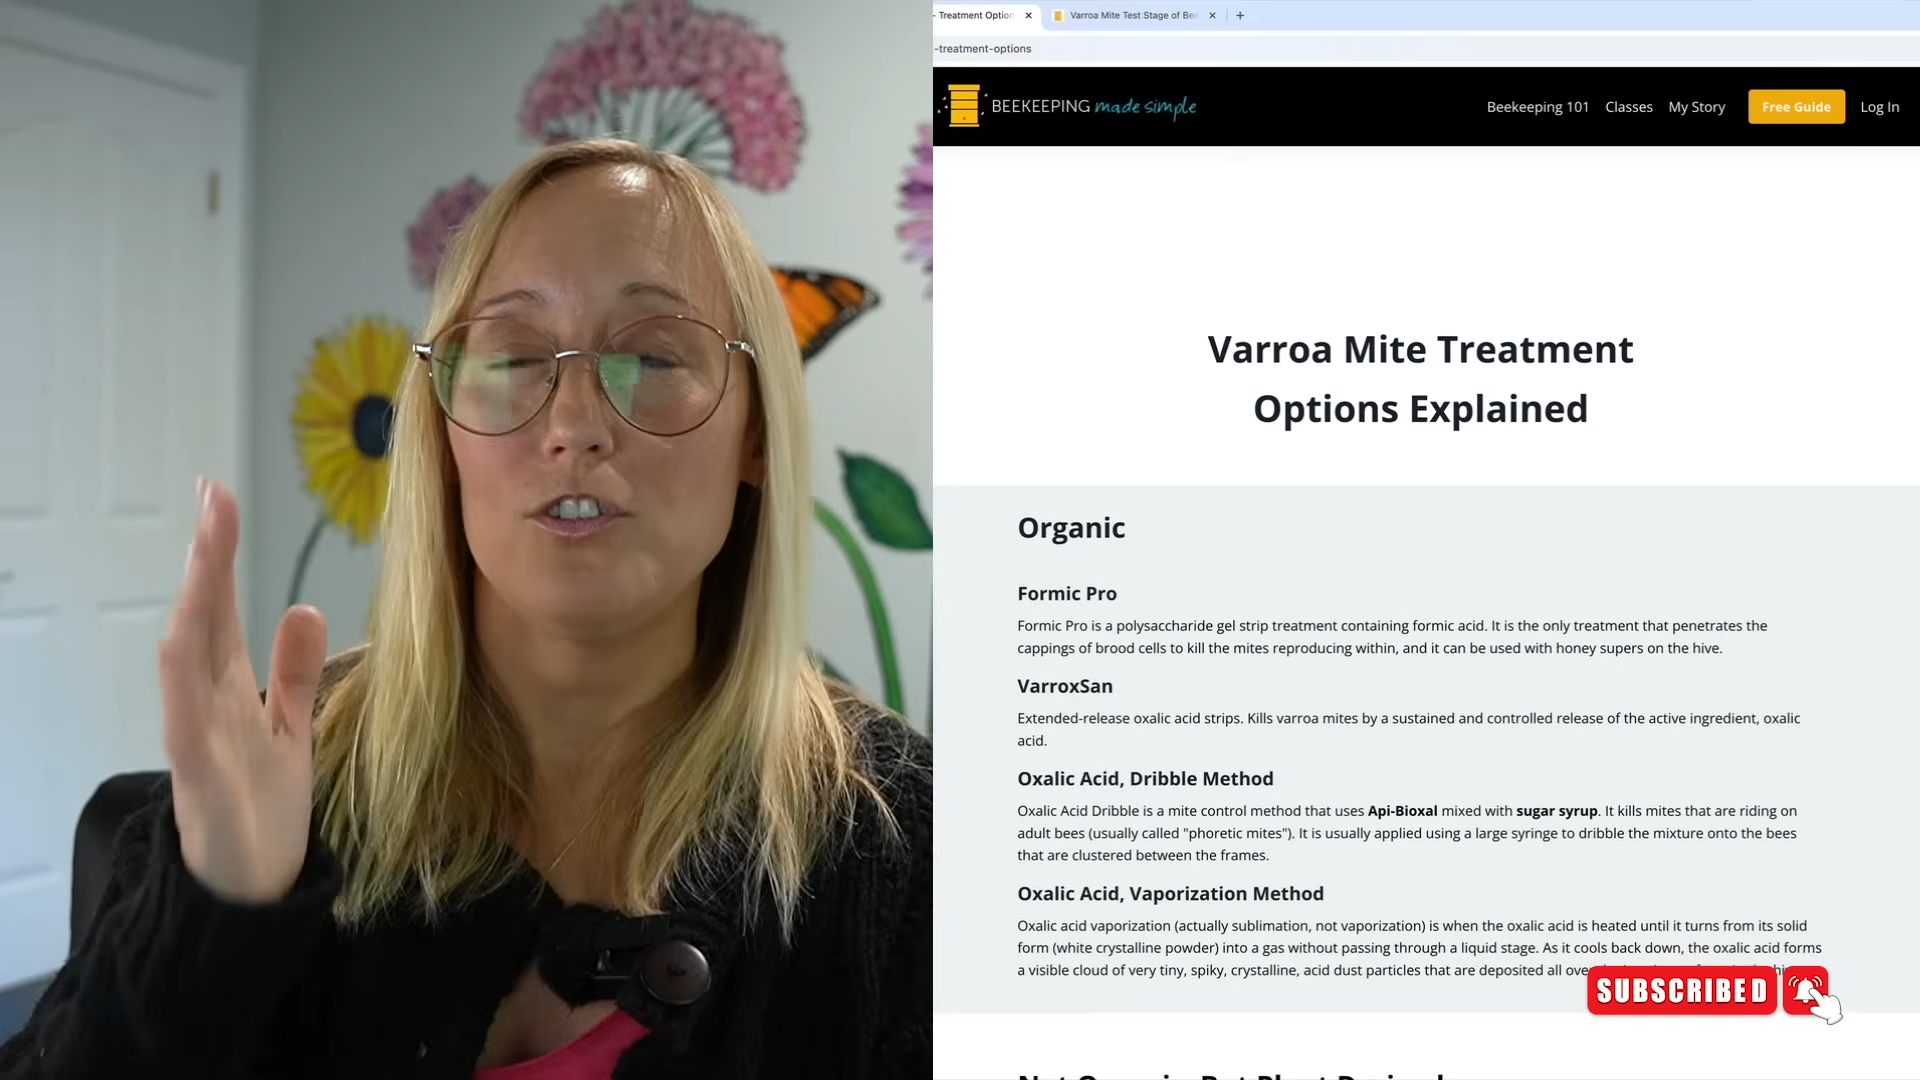 - Treatment Option
Varroa Mite Test Stage of Be
-treatment-options
BEEKEEPING made simple
Beekeeping 101
Classes
My Story
Free Guide
Log In
Varroa Mite Treatment
Options Explained
Organic
Formic Pro
Formic Pro is a polysaccharide gel strip treatment containing formic acid. It is the only treatment that penetrates the
cappings of brood cells to kill the mites reproducing within, and it can be used with honey supers on the hive.
VarroxSan
Extended-release oxalic acid strips. Kills varroa mites by a sustained and controlled release of the active ingredient, oxalic
acid.
Oxalic Acid, Dribble Method
Oxalic Acid Dribble is a mite control method that uses Api-Bioxal mixed with sugar syrup. It kills mites that are riding on
adult bees (usually called "phoretic mites"). It is usually applied using a large syringe to dribble the mixture onto the bees
that are clustered between the frames.
Oxalic Acid, Vaporization Method
Oxalic acid vaporization (actually sublimation, not vaporization) is when the oxalic acid is heated until it turns from its solid
form (white crystalline powder) into a gas without passing through a liquid stage. As it cools back down, the oxalic acid forms
a visible cloud of very tiny, spiky, crystalline, acid dust particles that are deposited all
SUBSCRIBED